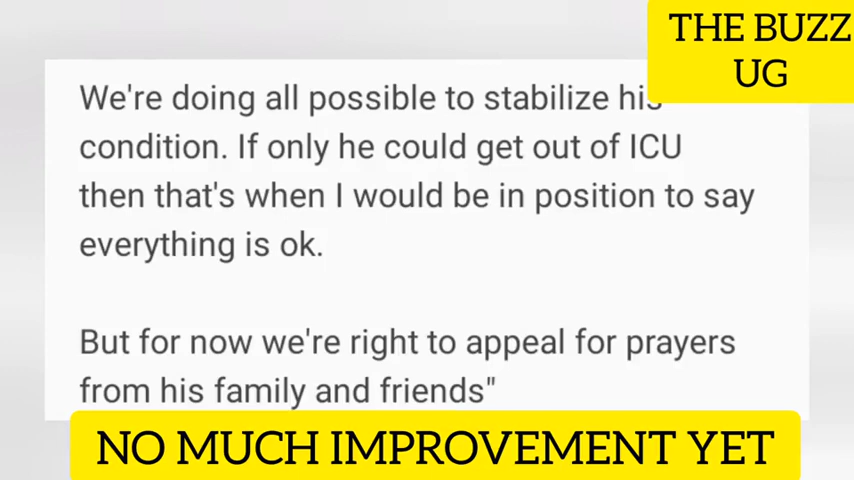 THE BUZZ
UG
We're doing all possible to stabilize his
condition. If only he could get out of ICU
then that's when I would be in position to say
everything is ok.
But for now we're right to appeal for prayers
from his family and friends"
NO MUCH IMPROVEMENT YET